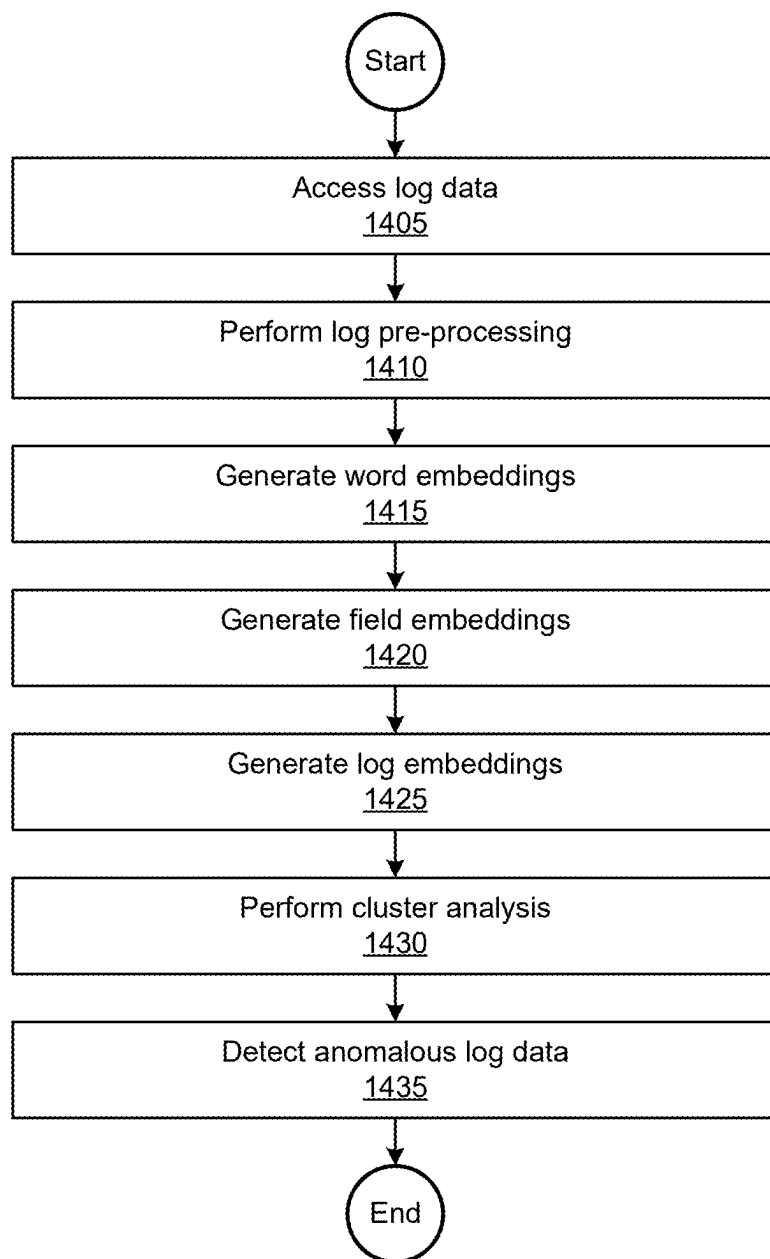 Start
Access log data
1405
Perform log pre-processing
1410
Generate word embeddings
1415
Generate field embeddings
1420
Generate log embeddings
1425
Perform cluster analysis
1430
Detect anomalous log data
1435
End